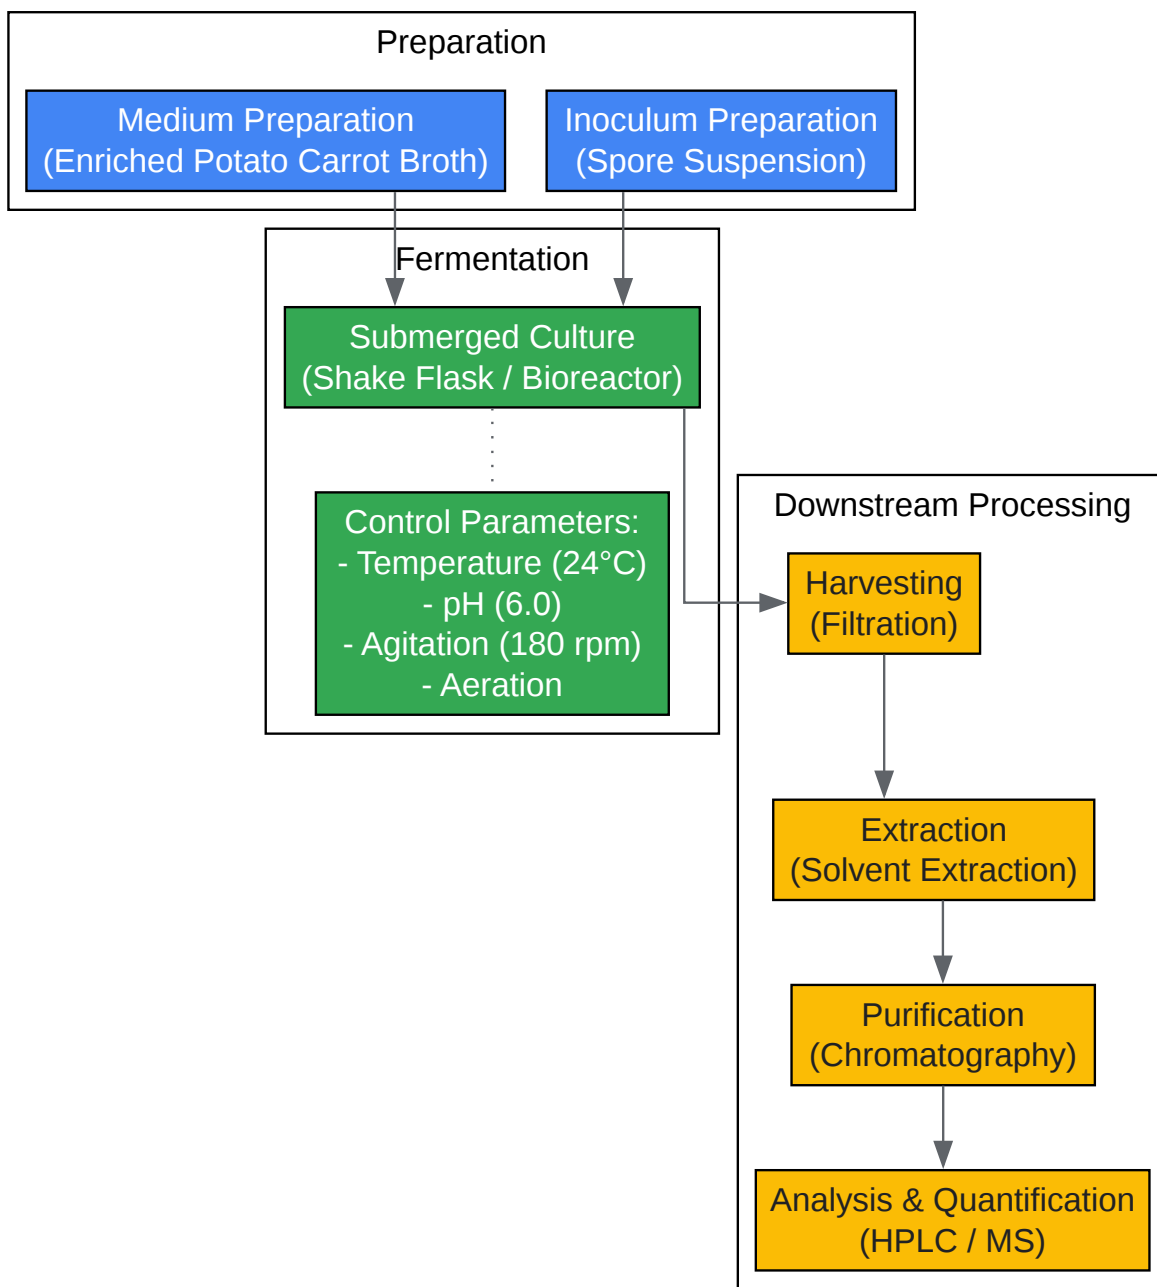 Preparation
Medium Preparation
(Enriched Potato Carrot Broth)
Inoculum Preparation
(Spore Suspension)
Fermentation
Submerged Culture
(Shake Flask / Bioreactor)
Control Parameters:
- Temperature (24°C)
- pH (6.0)
- Agitation (180 rpm)
- Aeration
Downstream Processing
Harvesting
(Filtration)
Extraction
(Solvent Extraction)
Purification
(Chromatography)
Analysis & Quantification
(HPLC / MS)